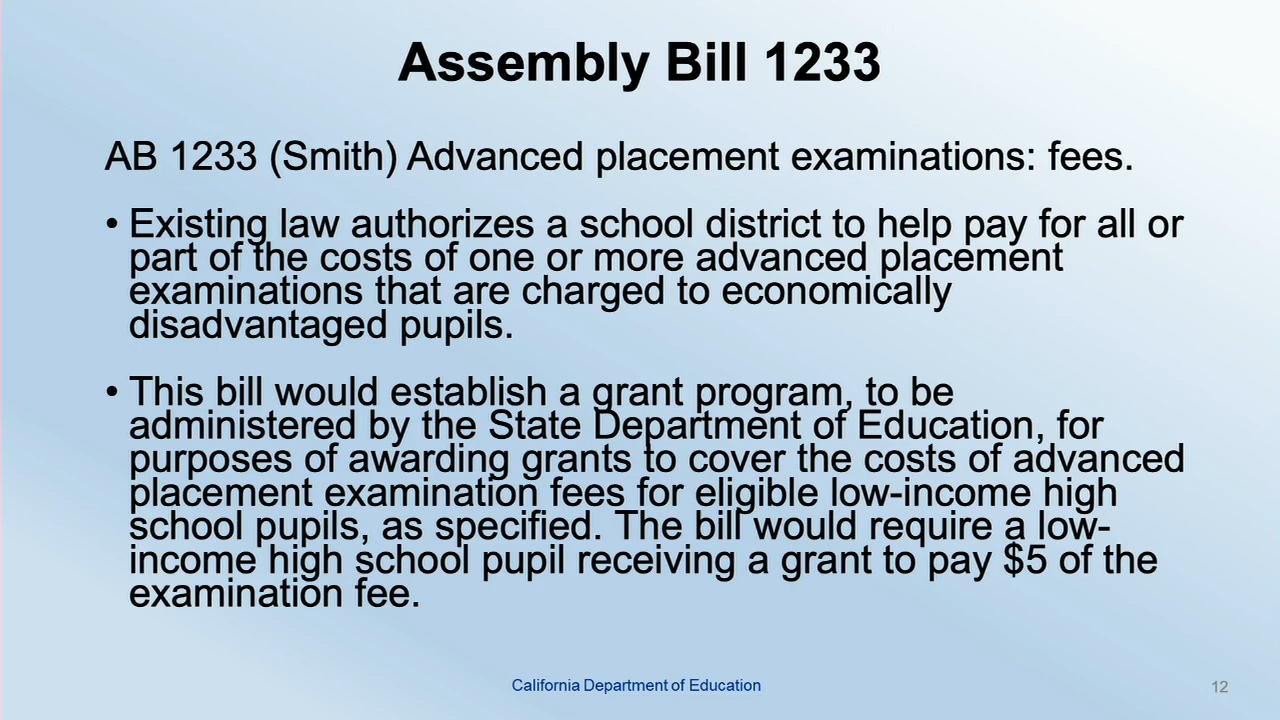 Assembly Bill 1233
AB 1233 (Smith) Advanced placement examinations: fees.
• Existing law authorizes a school district to help pay for all or
part of the costs of one or more advanced placement
examinations that are charged to economically
disadvantaged pupils.
• This bill would establish a grant program, to be
administered by the State Department of Education, for
purposes of awarding grants to cover the costs of advanced
placement examination fees for eligible low-income high
school pupils, as specified. The bill would require a low-
income high school pupil receiving a grant to pay $5 of the
examination fee.
California Department of Education
12